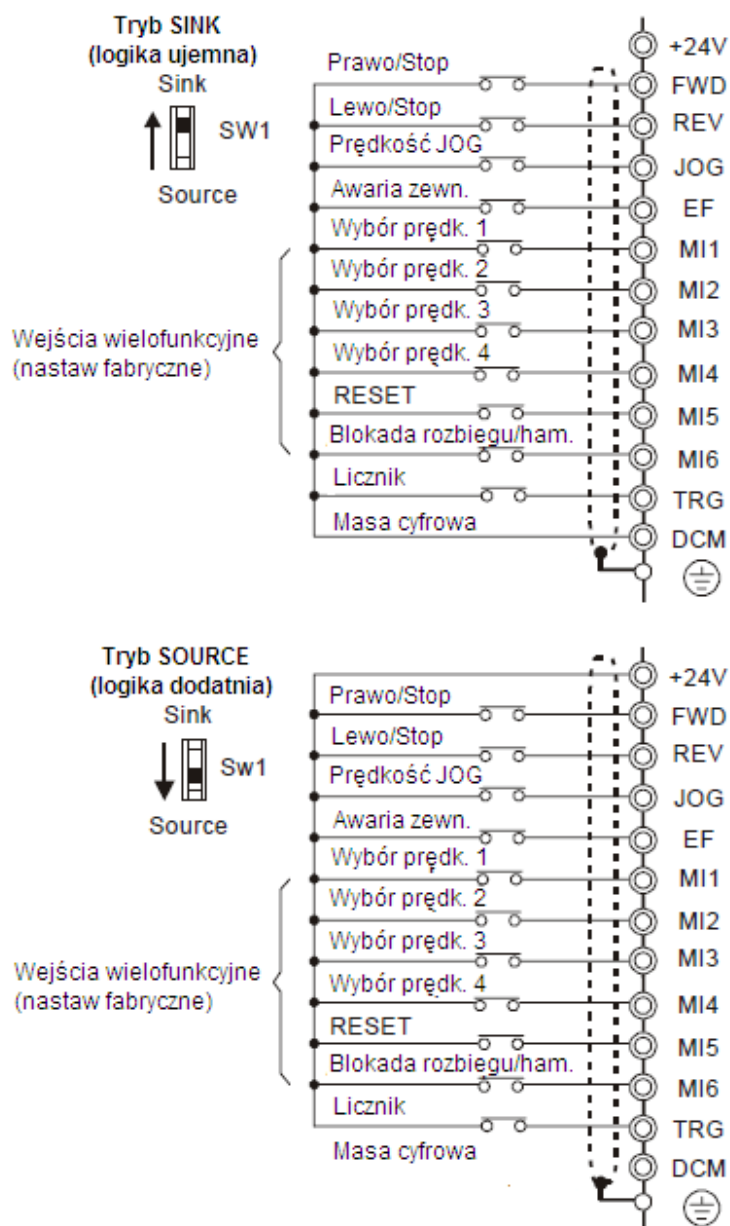 Tryb SINK
(logika ujemna)
Sink
SW1
Source
Prawo/Stop
Lewo/Stop
Prędkość JOG
Awaria zewn.
Wybór prędk. 1
Wybór prędk. 2
Wybór prędk. 3
Wybór prędk. 4
RESET
Blokada rozbiegu/ham.
Licznik
Masa cyfrowa
Wejścia wielofunkcyjne
(nastaw fabryczne)
+24V
FWD
REV
JOG
EF
MI1
MI2
MI3
MI4
MI5
MI6
TRG
DCM
Tryb SOURCE
(logika dodatnia)
Sink
Sw1
Source
Prawo/Stop
Lewo/Stop
Prędkość JOG
Awaria zewn.
Wybór prędk. 1
Wybór prędk. 2
Wybór prędk. 3
Wybór prędk. 4
RESET
Blokada rozbiegu/ham.
Licznik
Masa cyfrowa
Wejścia wielofunkcyjne
(nastaw fabryczne)
+24V
FWD
REV
JOG
EF
MI1
MI2
MI3
MI4
MI5
MI6
TRG
DCM